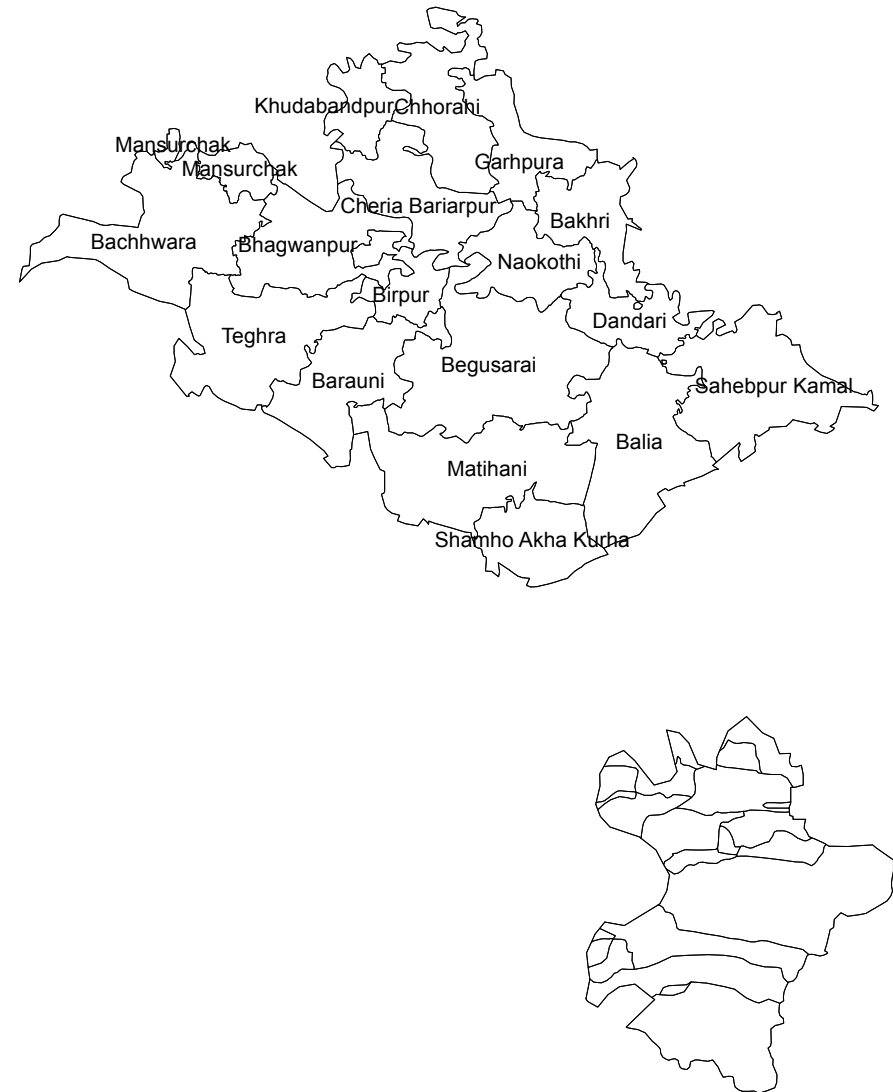 Khudabandpur
Chhorahi
Mansurchak
Mansurchak
Garhpura
Cheria Bariarpur
Bakhri
Bachhwara
Bhagwanpur
Naokothi
Birpur
Dandari
Teghra
Begusarai
Barauni
Sahebpur Kamal
Balia
Matihani
Shamho Akha Kurha